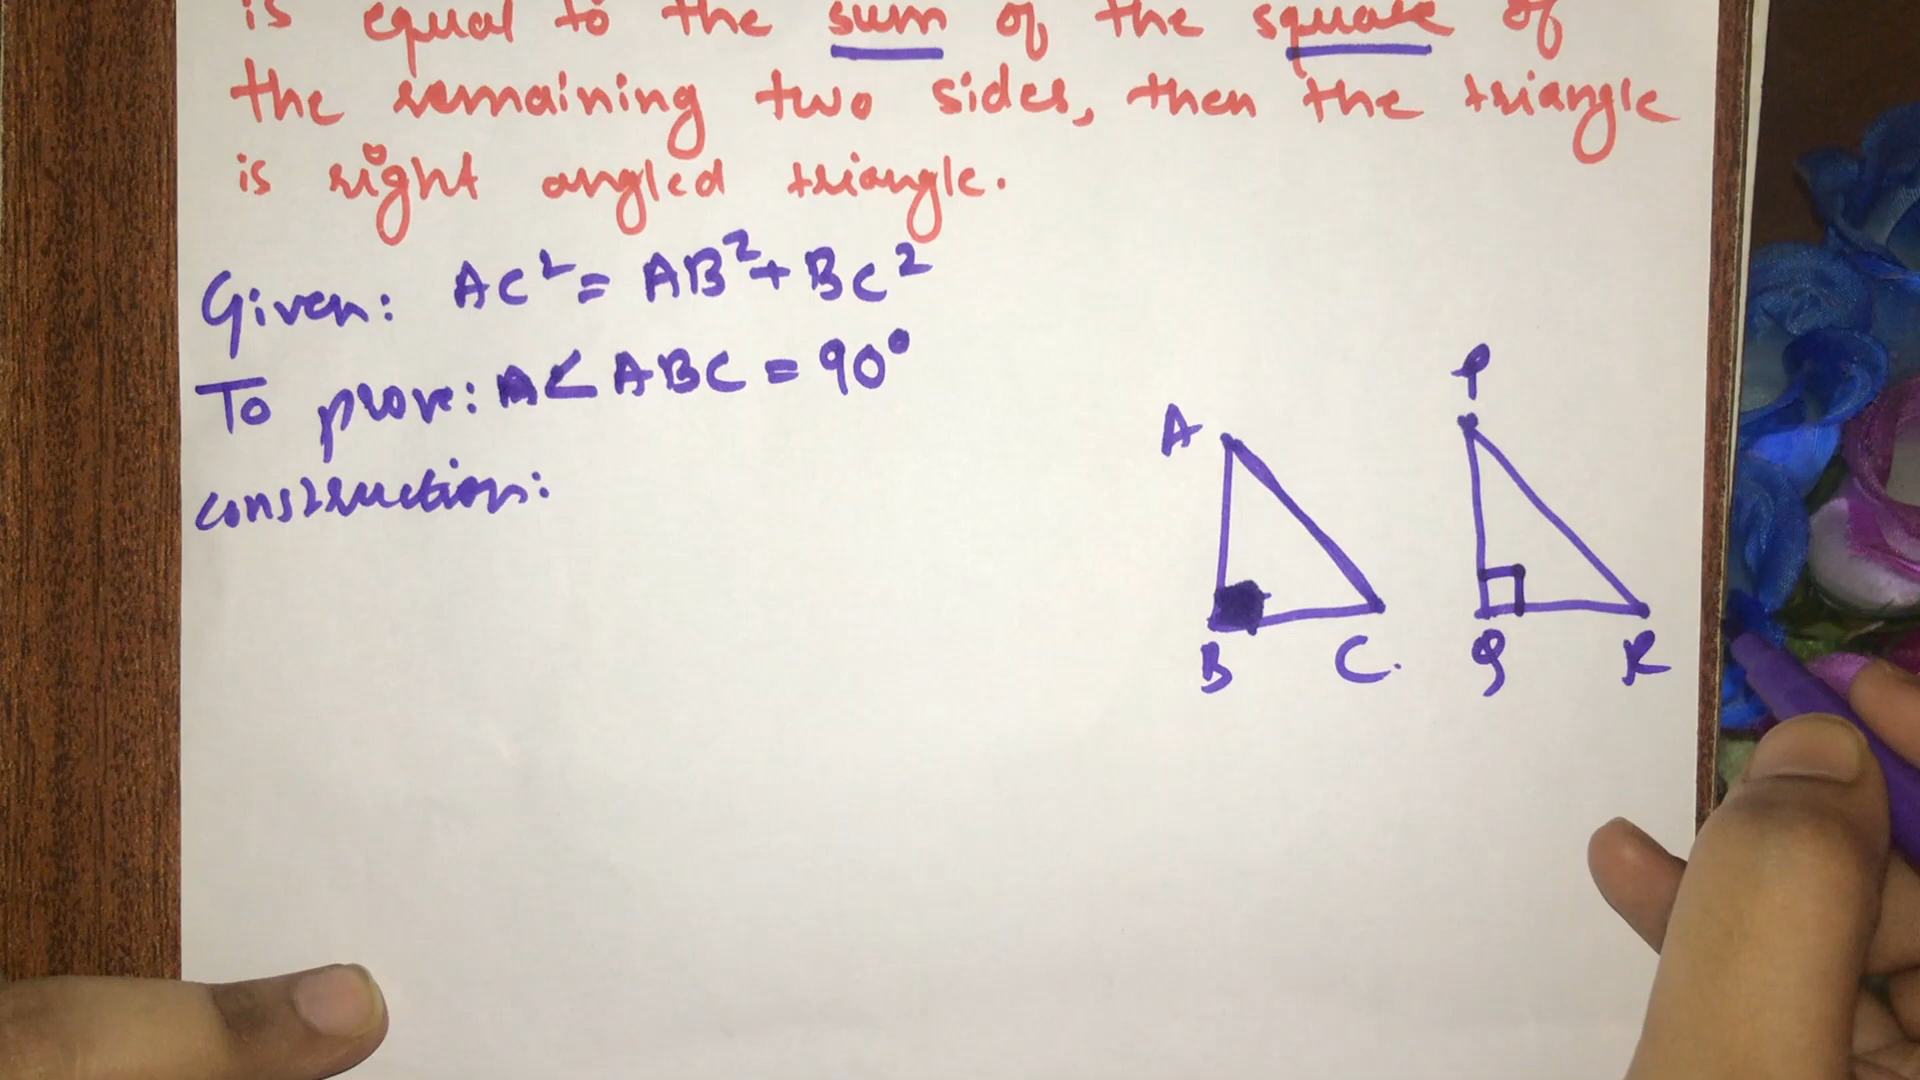 is equal to the sum of the square of
the remaining two sides, then the triangle
is right angled triangle.
Given: AC² = AB² + BC²
To prove: ∠ABC = 90°
construction:
P
A
B C. Q R